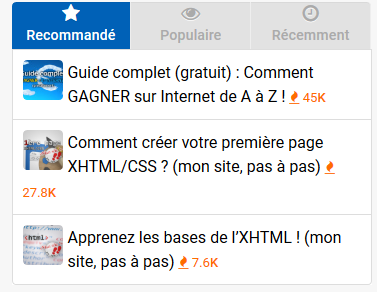 Recommandé
Populaire
Récemment
Guide complet (gratuit) : Comment
GAGNER sur Internet de A à Z ! 45K
Comment créer votre première page
XHTML/CSS ? (mon site, pas à pas)
27.8K
Apprenez les bases de l’XHTML ! (mon
site, pas à pas) 7.6K